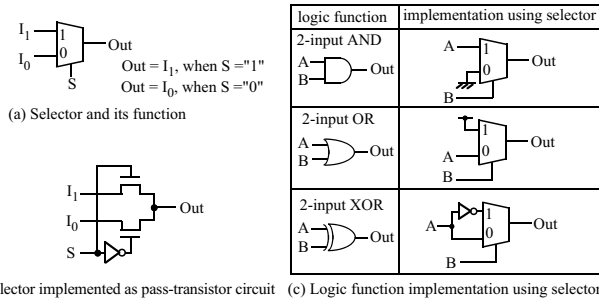 I1
1
I0
0
Out
S
Out = I1, when S ="1"
Out = I0, when S ="0"
(a) Selector and its function
I1
I0
Out
S
lector implemented as pass-transistor circuit
logic function
implementation using selector
2-input AND
A
B
Out
A
1
0
Out
B
2-input OR
A
B
Out
1
A
0
Out
B
2-input XOR
A
B
Out
A
1
0
Out
B
(c) Logic function implementation using selector